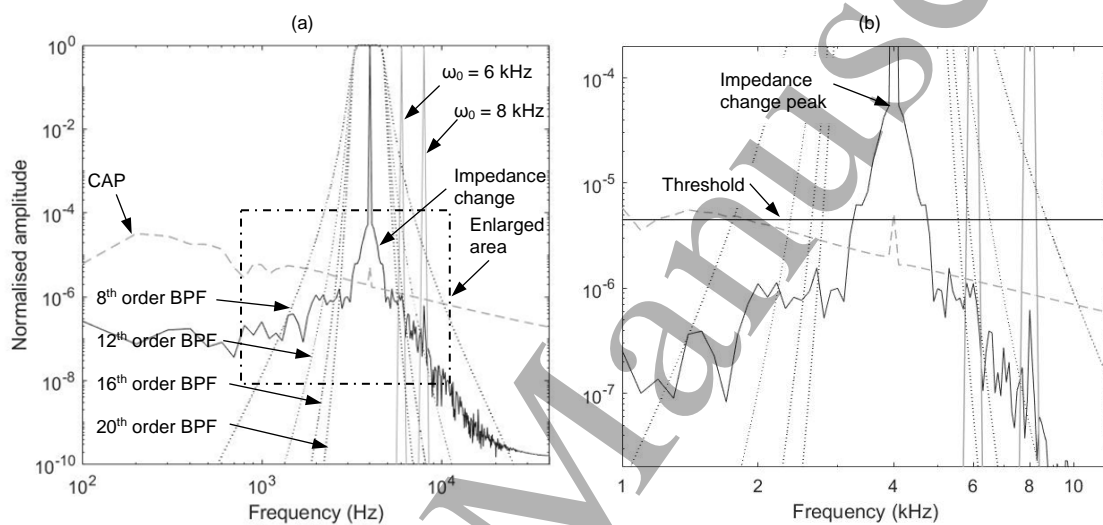 (a)
(b)
10^0
10^-2
10^-4
10^-6
10^-8
10^-10
Normalised amplitude
ω₀ = 6 kHz
ω₀ = 8 kHz
CAP
Impedance
change
Enlarged
area
8th order BPF
12th order BPF
16th order BPF
20th order BPF
10^2
10^3
10^4
Frequency (Hz)
10^-4
10^-5
10^-6
10^-7
Impedance
change peak
Threshold
1
2
4
6
8
10
Frequency (kHz)
Manus